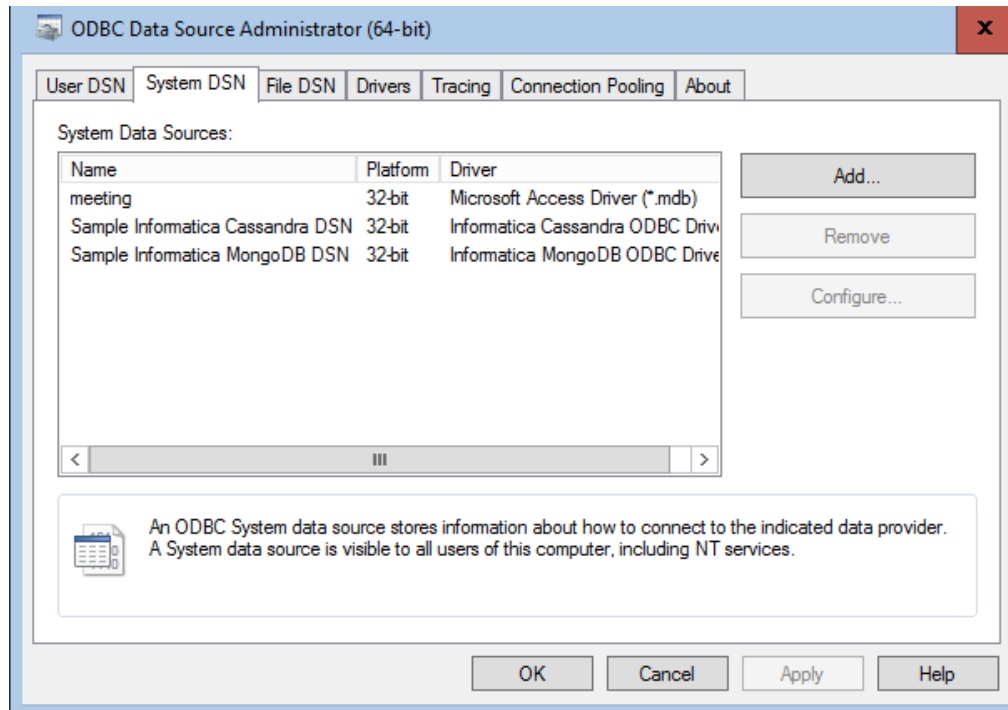 ODBC Data Source Administrator (64-bit)
x
User DSN System DSN File DSN Drivers Tracing Connection Pooling About
System Data Sources:
Name Platform Driver
meeting 32-bit Microsoft Access Driver (*.mdb)
Sample Informatica Cassandra DSN 32-bit Informatica Cassandra ODBC Driv
Sample Informatica MongoDB DSN 32-bit Informatica MongoDB ODBC Drive
Add...
Remove
Configure...
An ODBC System data source stores information about how to connect to the indicated data provider.
A System data source is visible to all users of this computer, including NT services.
OK Cancel Apply Help